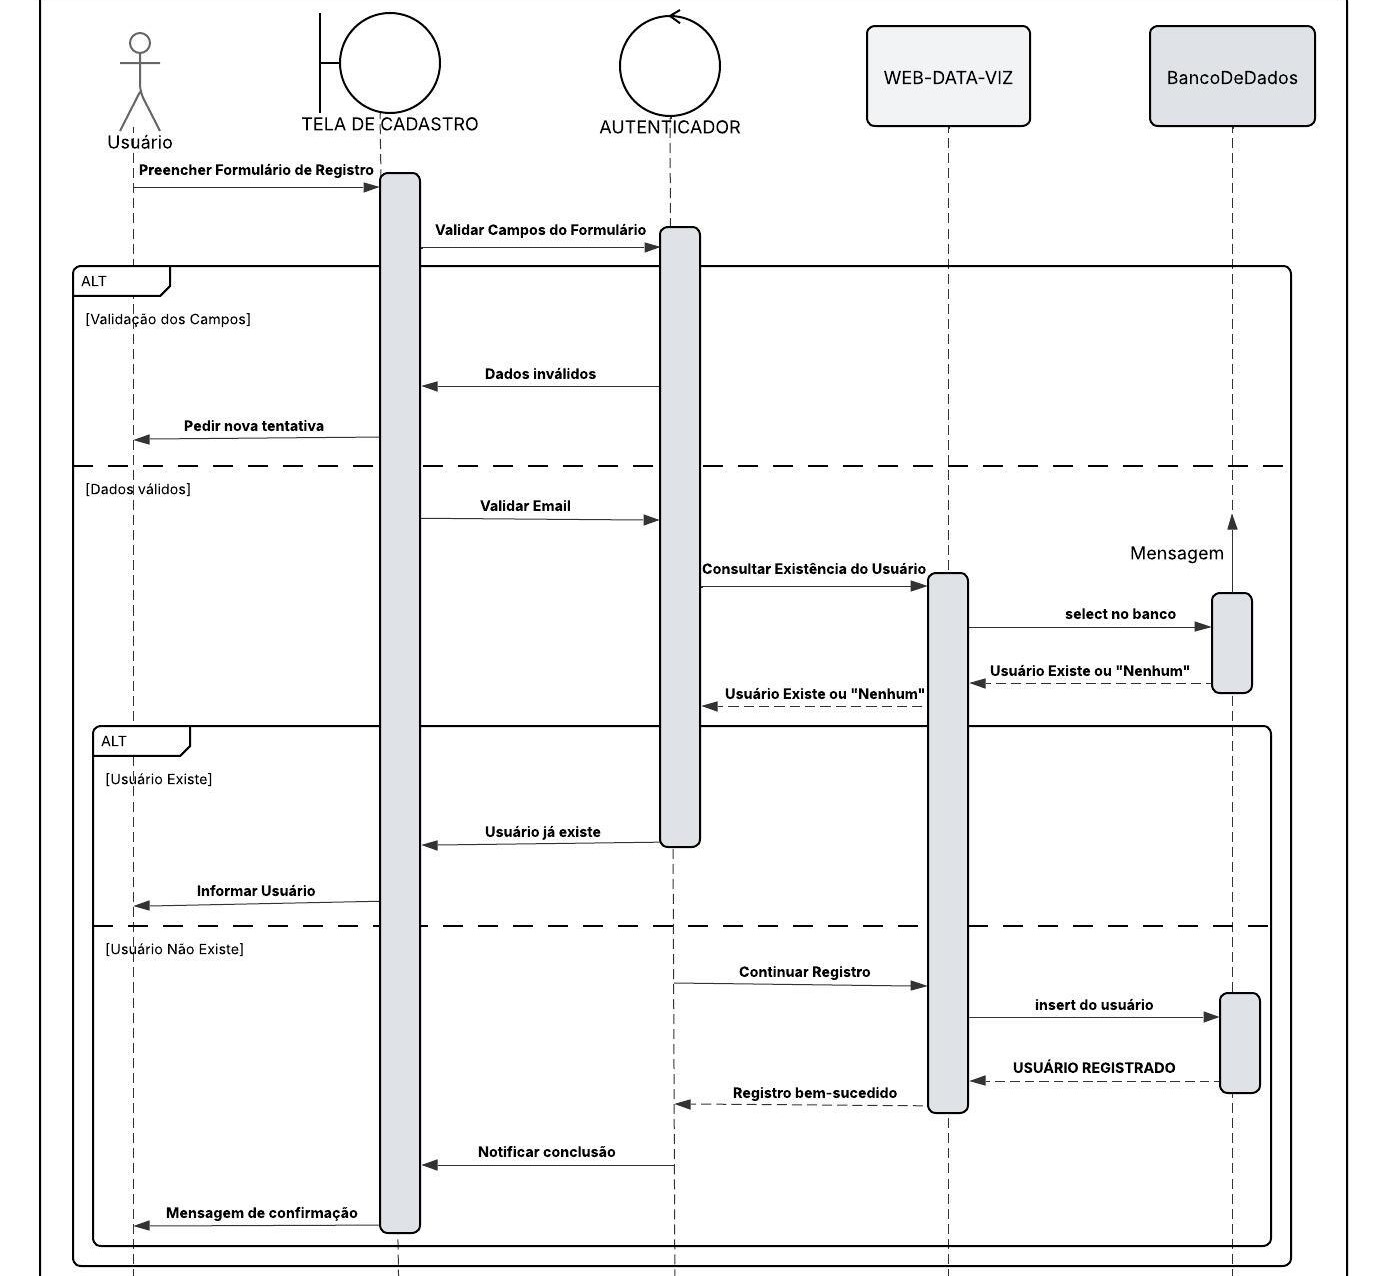 WEB-DATA-VIZ
BancoDeDados
TELA DE CADASTRO
AUTENTICADOR
Usuário
Preencher Formulário de Registro
Validar Campos do Formulário
ALT
[Validação dos Campos]
Dados inválidos
Pedir nova tentativa
[Dados válidos]
Validar Email
Mensagem
Consultar Existência do Usuário
select no banco
Usuário Existe ou "Nenhum"
Usuário Existe ou "Nenhum"
ALT
[Usuário Existe]
Usuário já existe
Informar Usuário
[Usuário Não Existe]
Continuar Registro
insert do usuário
USUÁRIO REGISTRADO
Registro bem-sucedido
Notificar conclusão
Mensagem de confirmação